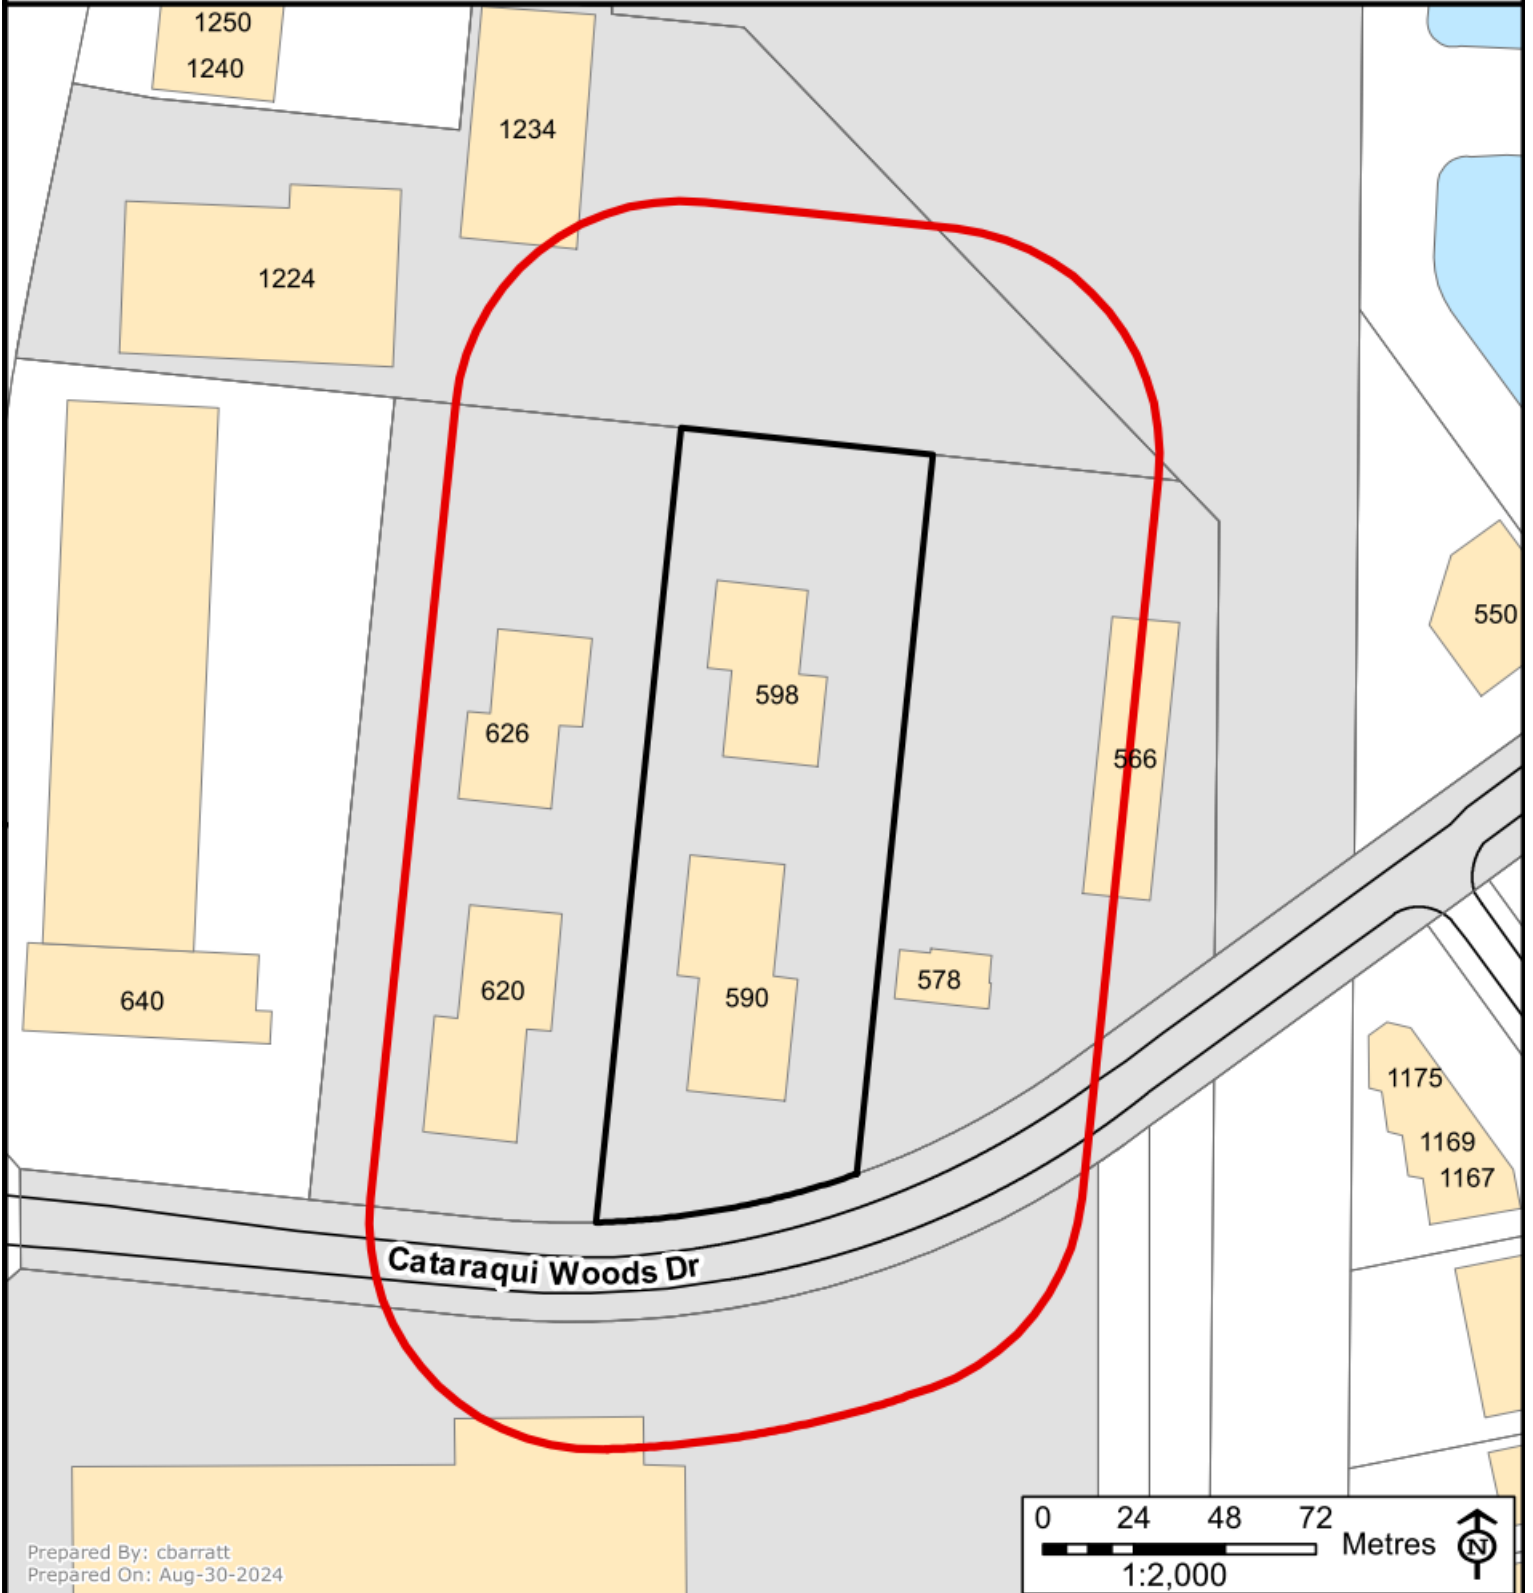 1250
1240
1234
1224
550
598
626
566
578
620
590
640
1175
1169
1167
Cataraqui Woods Dr
0 24 48 72
Metres
N
1:2,000
Prepared By: cbarratt
Prepared On: Aug-30-2024